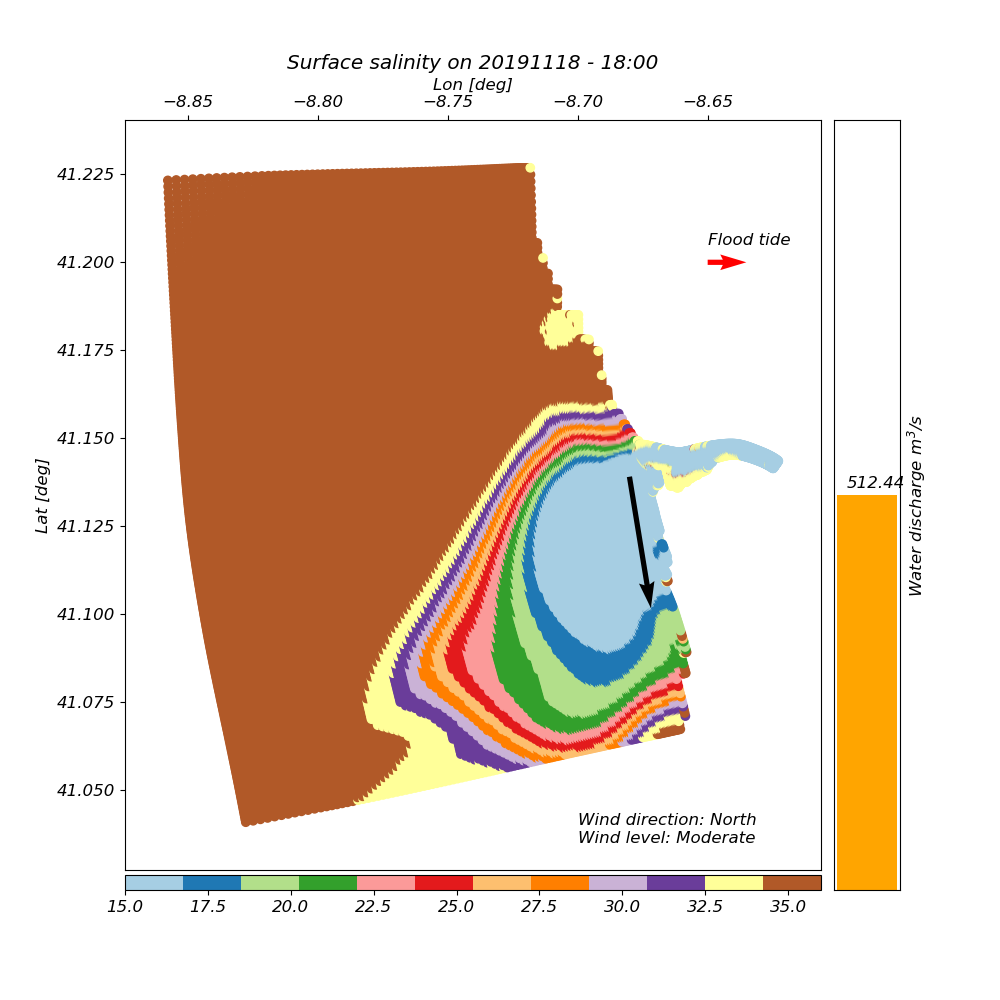 Surface salinity on 20191118 - 18:00
Lon [deg]
−8.85 −8.80 −8.75 −8.70 −8.65
41.225
41.200
41.175
41.150
41.125
41.100
41.075
41.050
Lat [deg]
Flood tide
512.44
Water discharge m³/s
Wind direction: North
Wind level: Moderate
15.0 17.5 20.0 22.5 25.0 27.5 30.0 32.5 35.0